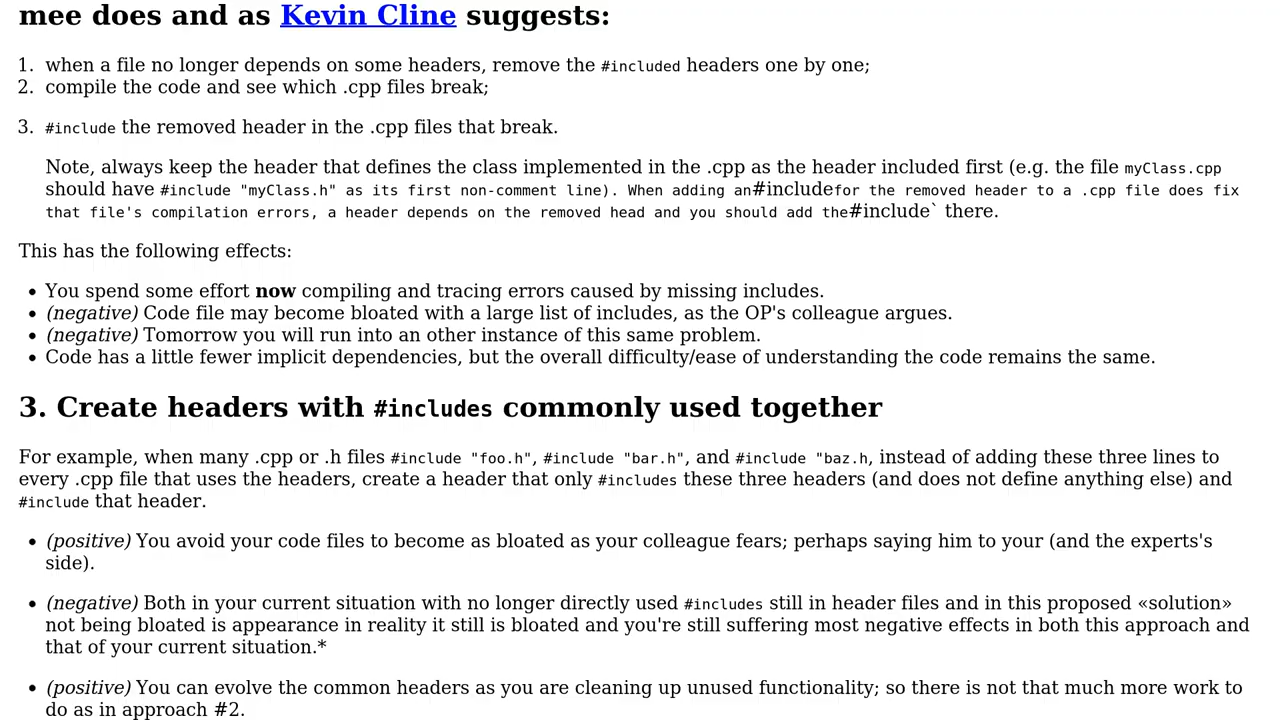 mee does and as Kevin Cline suggests:
1. when a file no longer depends on some headers, remove the #included headers one by one;
2. compile the code and see which .cpp files break;
3. #include the removed header in the .cpp files that break.
Note, always keep the header that defines the class implemented in the .cpp as the header included first (e.g. the file myClass.cpp
should have #include "myClass.h" as its first non-comment line). When adding an#includefor the removed header to a .cpp file does fix
that file's compilation errors, a header depends on the removed head and you should add the#include` there.
This has the following effects:
• You spend some effort now compiling and tracing errors caused by missing includes.
• (negative) Code file may become bloated with a large list of includes, as the OP's colleague argues.
• (negative) Tomorrow you will run into an other instance of this same problem.
• Code has a little fewer implicit dependencies, but the overall difficulty/ease of understanding the code remains the same.
3. Create headers with #includes commonly used together
For example, when many .cpp or .h files #include "foo.h", #include "bar.h", and #include "baz.h, instead of adding these three lines to
every .cpp file that uses the headers, create a header that only #includes these three headers (and does not define anything else) and
#include that header.
• (positive) You avoid your code files to become as bloated as your colleague fears; perhaps saying him to your (and the experts's
side).
• (negative) Both in your current situation with no longer directly used #includes still in header files and in this proposed «solution»
not being bloated is appearance in reality it still is bloated and you're still suffering most negative effects in both this approach and
that of your current situation.*
• (positive) You can evolve the common headers as you are cleaning up unused functionality; so there is not that much more work to
do as in approach #2.